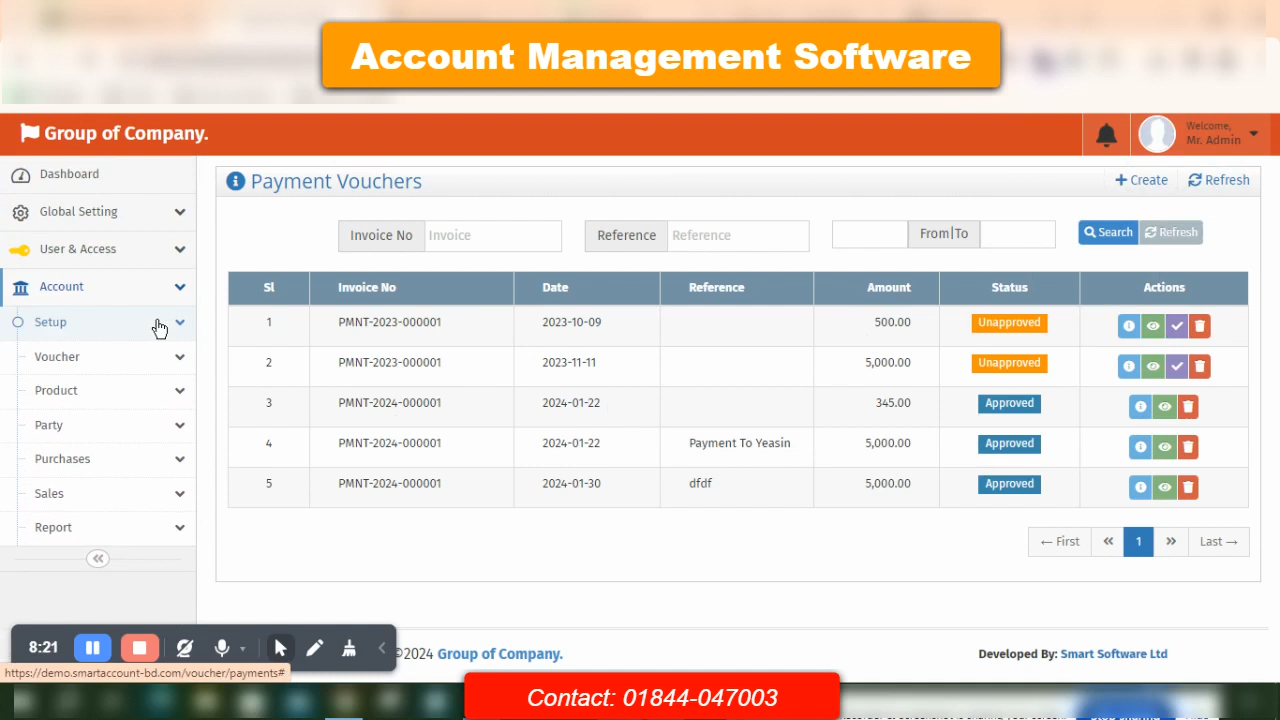 Account Management Software
Group of Company.
Welcome,
Mr. Admin
Dashboard
Global Setting
User & Access
Account
Setup
Voucher
Product
Party
Purchases
Sales
Report
Payment Vouchers
Create
Refresh
Invoice No Invoice Reference Reference From|To Search Refresh
Sl Invoice No Date Reference Amount Status Actions
1 PMNT-2023-000001 2023-10-09 500.00 Unapproved
2 PMNT-2023-000001 2023-11-11 5,000.00 Unapproved
3 PMNT-2024-000001 2024-01-22 345.00 Approved
4 PMNT-2024-000001 2024-01-22 Payment To Yeasin 5,000.00 Approved
5 PMNT-2024-000001 2024-01-30 dfdf 5,000.00 Approved
← First « 1 » Last →
8:21
©2024 Group of Company.
Developed By: Smart Software Ltd
https://demo.smartaccount-bd.com/voucher/payments#
Contact: 01844-047003